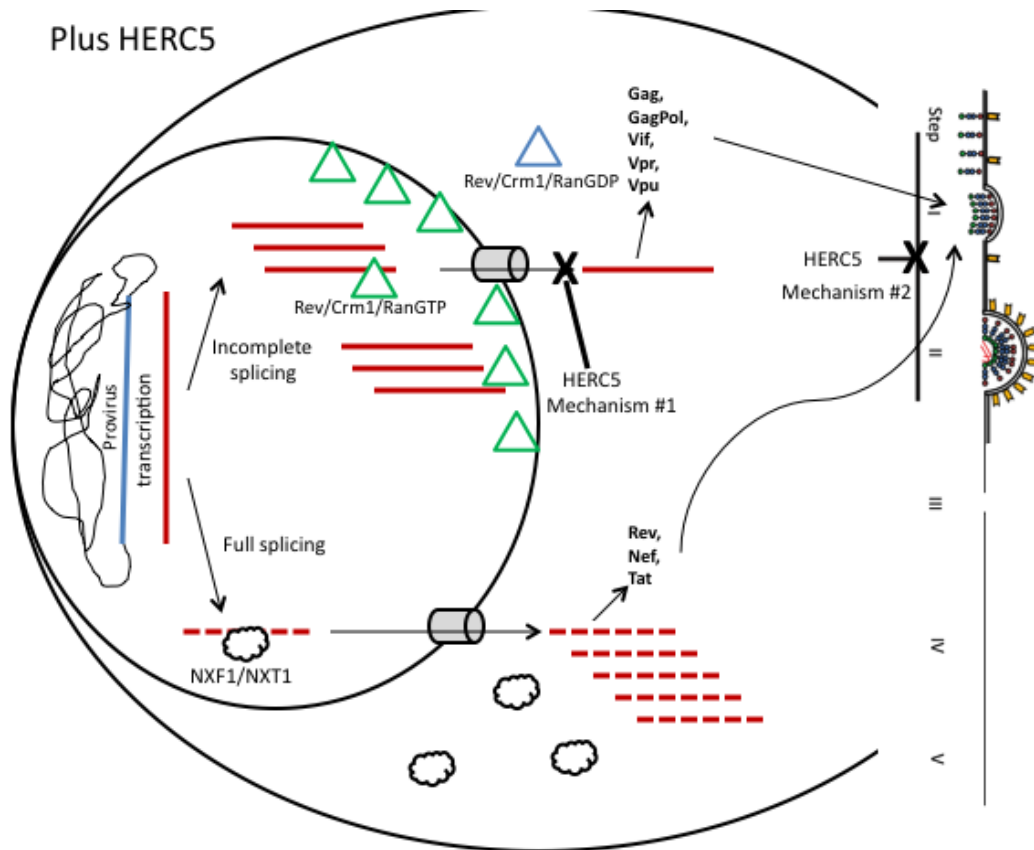 Plus HERC5
Gag,
GagPol,
Vif,
Vpr,
Vpu
Step
Rev/Crm1/RanGDP
I
HERC5
Mechanism #2
Rev/Crm1/RanGTP
Incomplete
splicing
II
HERC5
Mechanism #1
Provirus
transcription
III
Full splicing
Rev,
Nef,
Tat
IV
NXF1/NXT1
V